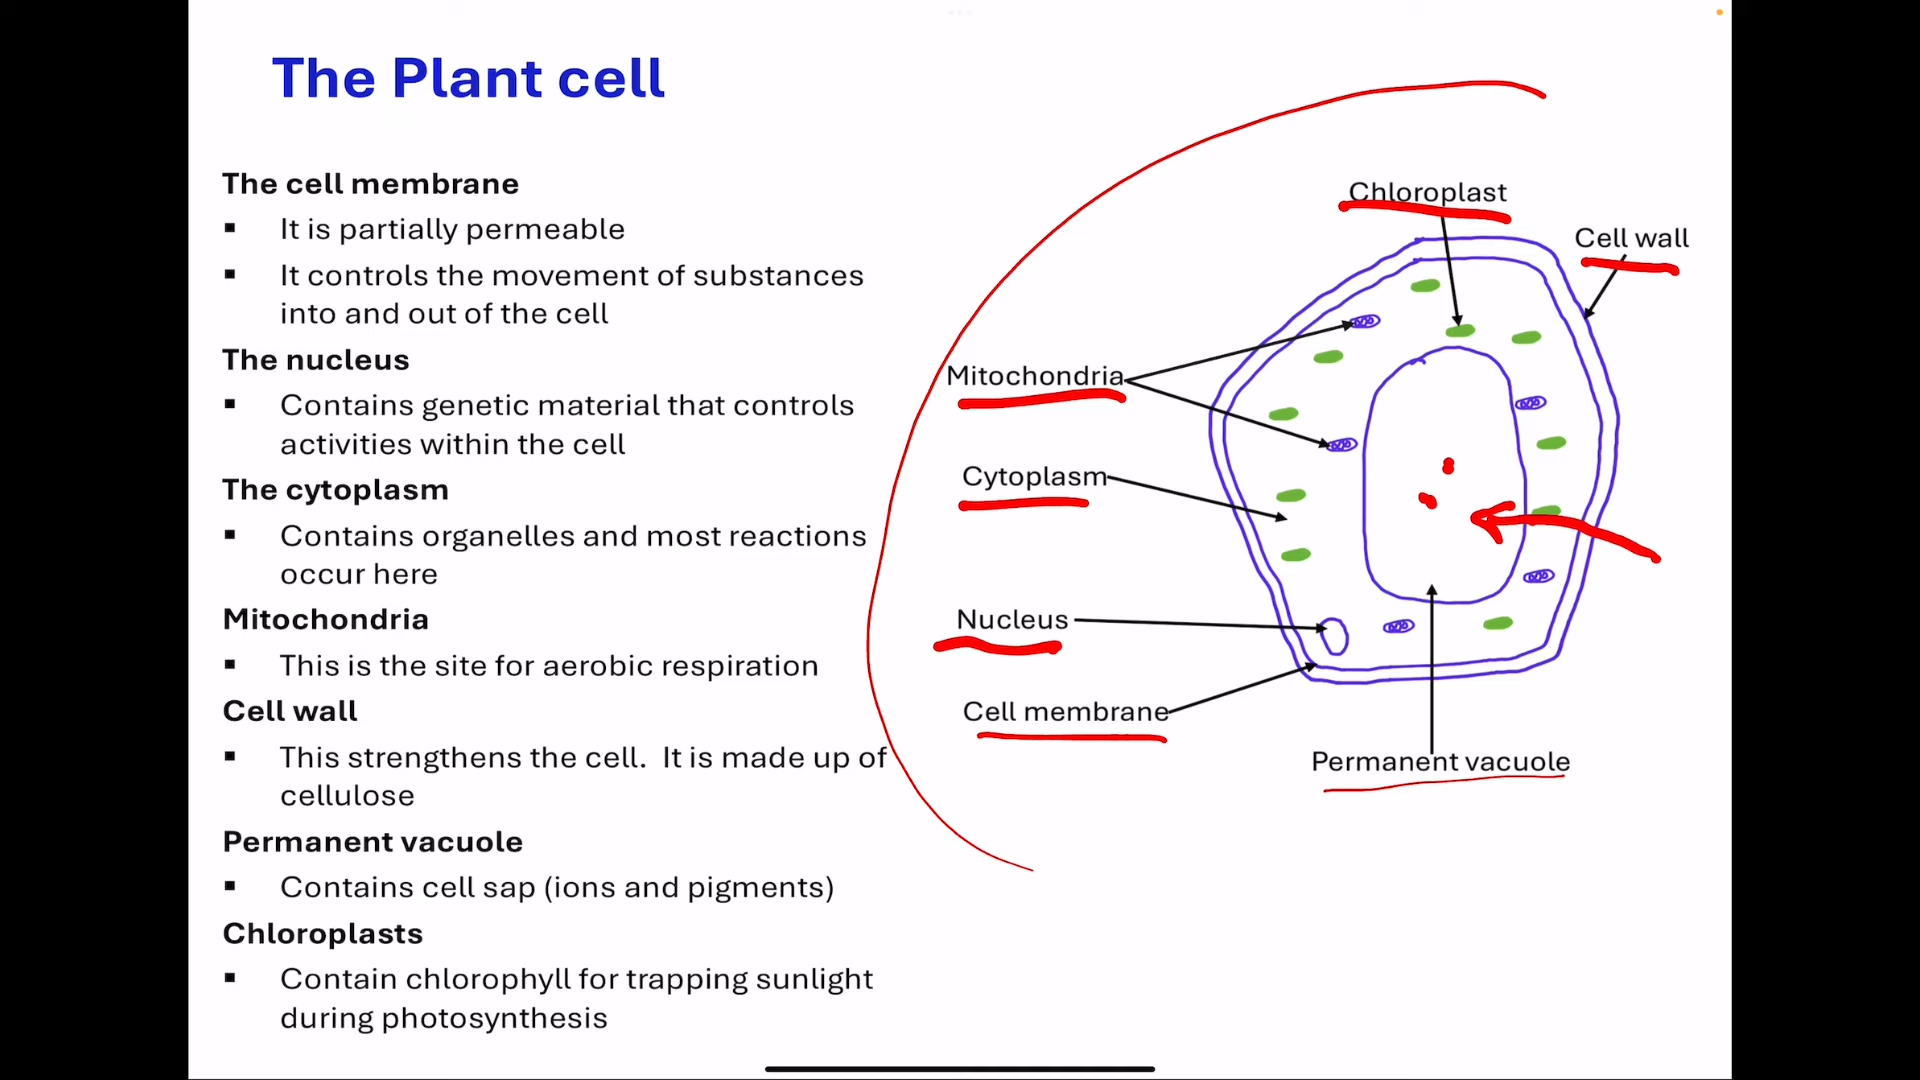 The Plant cell
The cell membrane
▪ It is partially permeable
▪ It controls the movement of substances
into and out of the cell
The nucleus
▪ Contains genetic material that controls
activities within the cell
The cytoplasm
▪ Contains organelles and most reactions
occur here
Mitochondria
▪ This is the site for aerobic respiration
Cell wall
▪ This strengthens the cell.  It is made up of
cellulose
Permanent vacuole
▪ Contains cell sap (ions and pigments)
Chloroplasts
▪ Contain chlorophyll for trapping sunlight
during photosynthesis
Chloroplast
Cell wall
Mitochondria
Cytoplasm
Nucleus
Cell membrane
Permanent vacuole